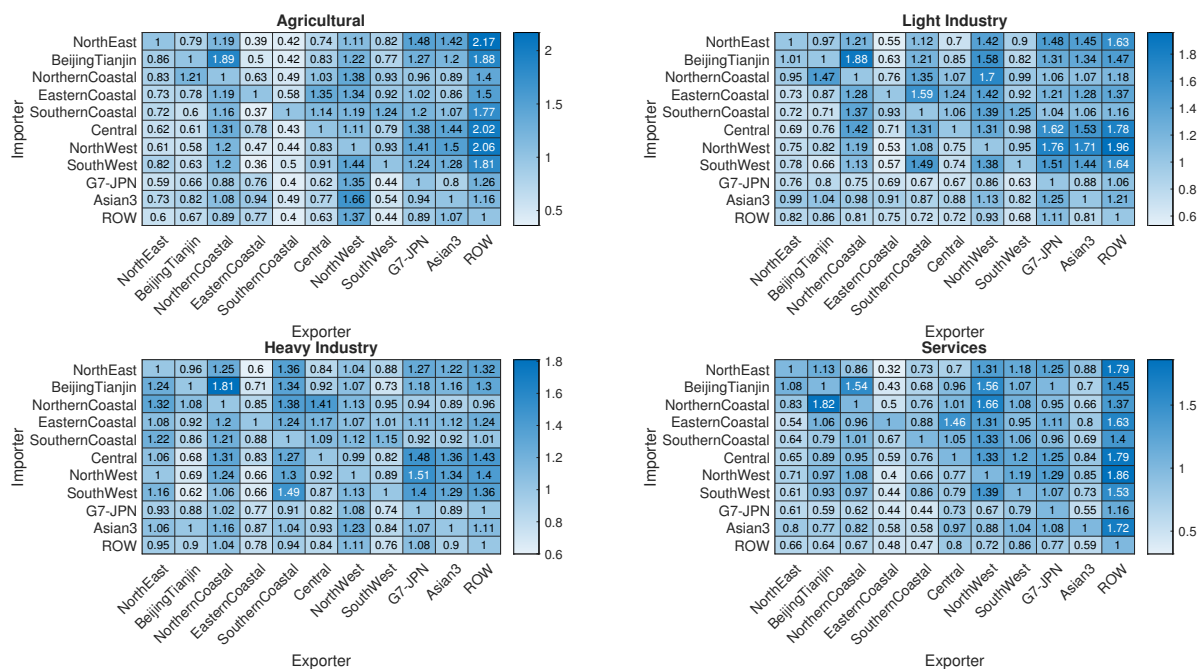 Agricultural
Importer
NorthEast 1 0.79 1.19 0.39 0.42 0.74 1.11 0.82 1.48 1.42 2.17
BeijingTianjin 0.86 1 1.89 0.5 0.42 0.83 1.22 0.77 1.27 1.2 1.88
NorthernCoastal 0.83 1.21 1 0.63 0.49 1.03 1.38 0.93 0.96 0.89 1.4
EasternCoastal 0.73 0.78 1.19 1 0.58 1.35 1.34 0.92 1.02 0.86 1.5
SouthernCoastal 0.72 0.6 1.16 0.37 1 1.14 1.19 1.24 1.2 1.07 1.77
Central 0.62 0.61 1.31 0.78 0.43 1 1.11 0.79 1.38 1.44 2.02
NorthWest 0.61 0.58 1.2 0.47 0.44 0.83 1 0.93 1.41 1.5 2.06
SouthWest 0.82 0.63 1.2 0.36 0.5 0.91 1.44 1 1.24 1.28 1.81
G7-JPN 0.59 0.66 0.88 0.76 0.4 0.62 1.35 0.44 1 0.8 1.26
Asian3 0.73 0.82 1.08 0.94 0.49 0.77 1.66 0.54 0.94 1 1.16
ROW 0.6 0.67 0.89 0.77 0.4 0.63 1.37 0.44 0.89 1.07 1
NorthEast BeijingTianjin NorthernCoastal EasternCoastal SouthernCoastal Central NorthWest SouthWest G7-JPN Asian3 ROW
Exporter
2
1.5
1
0.5
Light Industry
Importer
NorthEast 1 0.97 1.21 0.55 1.12 0.7 1.42 0.9 1.48 1.45 1.63
BeijingTianjin 1.01 1 1.88 0.63 1.21 0.85 1.58 0.82 1.31 1.34 1.47
NorthernCoastal 0.95 1.47 1 0.76 1.35 1.07 1.7 0.99 1.06 1.07 1.18
EasternCoastal 0.73 0.87 1.28 1 1.59 1.24 1.42 0.92 1.21 1.28 1.37
SouthernCoastal 0.72 0.71 1.37 0.93 1 1.06 1.39 1.25 1.04 1.06 1.16
Central 0.69 0.76 1.42 0.71 1.31 1 1.31 0.98 1.62 1.53 1.78
NorthWest 0.75 0.82 1.19 0.53 1.08 0.75 1 0.95 1.76 1.71 1.96
SouthWest 0.78 0.66 1.13 0.57 1.49 0.74 1.38 1 1.51 1.44 1.64
G7-JPN 0.76 0.8 0.75 0.69 0.67 0.67 0.86 0.63 1 0.88 1.06
Asian3 0.99 1.04 0.98 0.91 0.87 0.88 1.13 0.82 1.25 1 1.21
ROW 0.82 0.86 0.81 0.75 0.72 0.72 0.93 0.68 1.11 0.81 1
NorthEast BeijingTianjin NorthernCoastal EasternCoastal SouthernCoastal Central NorthWest SouthWest G7-JPN Asian3 ROW
Exporter
1.8
1.6
1.4
1.2
1
0.8
0.6
Heavy Industry
Importer
NorthEast 1 0.96 1.25 0.6 1.36 0.84 1.04 0.88 1.27 1.22 1.32
BeijingTianjin 1.24 1 1.81 0.71 1.34 0.92 1.07 0.73 1.18 1.16 1.3
NorthernCoastal 1.32 1.08 1 0.85 1.38 1.41 1.13 0.95 0.94 0.89 0.96
EasternCoastal 1.08 0.92 1.2 1 1.24 1.17 1.07 1.01 1.11 1.12 1.24
SouthernCoastal 1.22 0.86 1.21 0.88 1 1.09 1.12 1.15 0.92 0.92 1.01
Central 1.06 0.68 1.31 0.83 1.27 1 0.99 0.82 1.48 1.36 1.43
NorthWest 1 0.69 1.24 0.66 1.3 0.92 1 0.89 1.51 1.34 1.4
SouthWest 1.16 0.62 1.06 0.66 1.49 0.87 1.13 1 1.4 1.29 1.36
G7-JPN 0.93 0.88 1.02 0.77 0.91 0.82 1.08 0.74 1 0.89 1
Asian3 1.06 1 1.16 0.87 1.04 0.93 1.23 0.84 1.07 1 1.11
ROW 0.95 0.9 1.04 0.78 0.94 0.84 1.11 0.76 1.08 0.9 1
NorthEast BeijingTianjin NorthernCoastal EasternCoastal SouthernCoastal Central NorthWest SouthWest G7-JPN Asian3 ROW
Exporter
1.8
1.6
1.4
1.2
1
0.8
0.6
Services
Importer
NorthEast 1 1.13 0.86 0.32 0.73 0.7 1.31 1.18 1.25 0.88 1.79
BeijingTianjin 1.08 1 1.54 0.43 0.68 0.96 1.56 1.07 1 0.7 1.45
NorthernCoastal 0.83 1.82 1 0.5 0.76 1.01 1.66 1.08 0.95 0.66 1.37
EasternCoastal 0.54 1.06 0.96 1 0.88 1.46 1.31 0.95 1.11 0.8 1.63
SouthernCoastal 0.64 0.79 1.01 0.67 1 1.05 1.33 1.06 0.96 0.69 1.4
Central 0.65 0.89 0.95 0.59 0.76 1 1.33 1.2 1.25 0.84 1.79
NorthWest 0.71 0.97 1.08 0.4 0.66 0.77 1 1.19 1.29 0.85 1.86
SouthWest 0.61 0.93 0.97 0.44 0.86 0.79 1.39 1 1.07 0.73 1.53
G7-JPN 0.61 0.59 0.62 0.44 0.44 0.73 0.67 0.79 1 0.55 1.16
Asian3 0.8 0.77 0.82 0.58 0.58 0.97 0.88 1.04 1.08 1 1.72
ROW 0.66 0.64 0.67 0.48 0.47 0.8 0.72 0.86 0.77 0.59 1
NorthEast BeijingTianjin NorthernCoastal EasternCoastal SouthernCoastal Central NorthWest SouthWest G7-JPN Asian3 ROW
Exporter
1.5
1
0.5